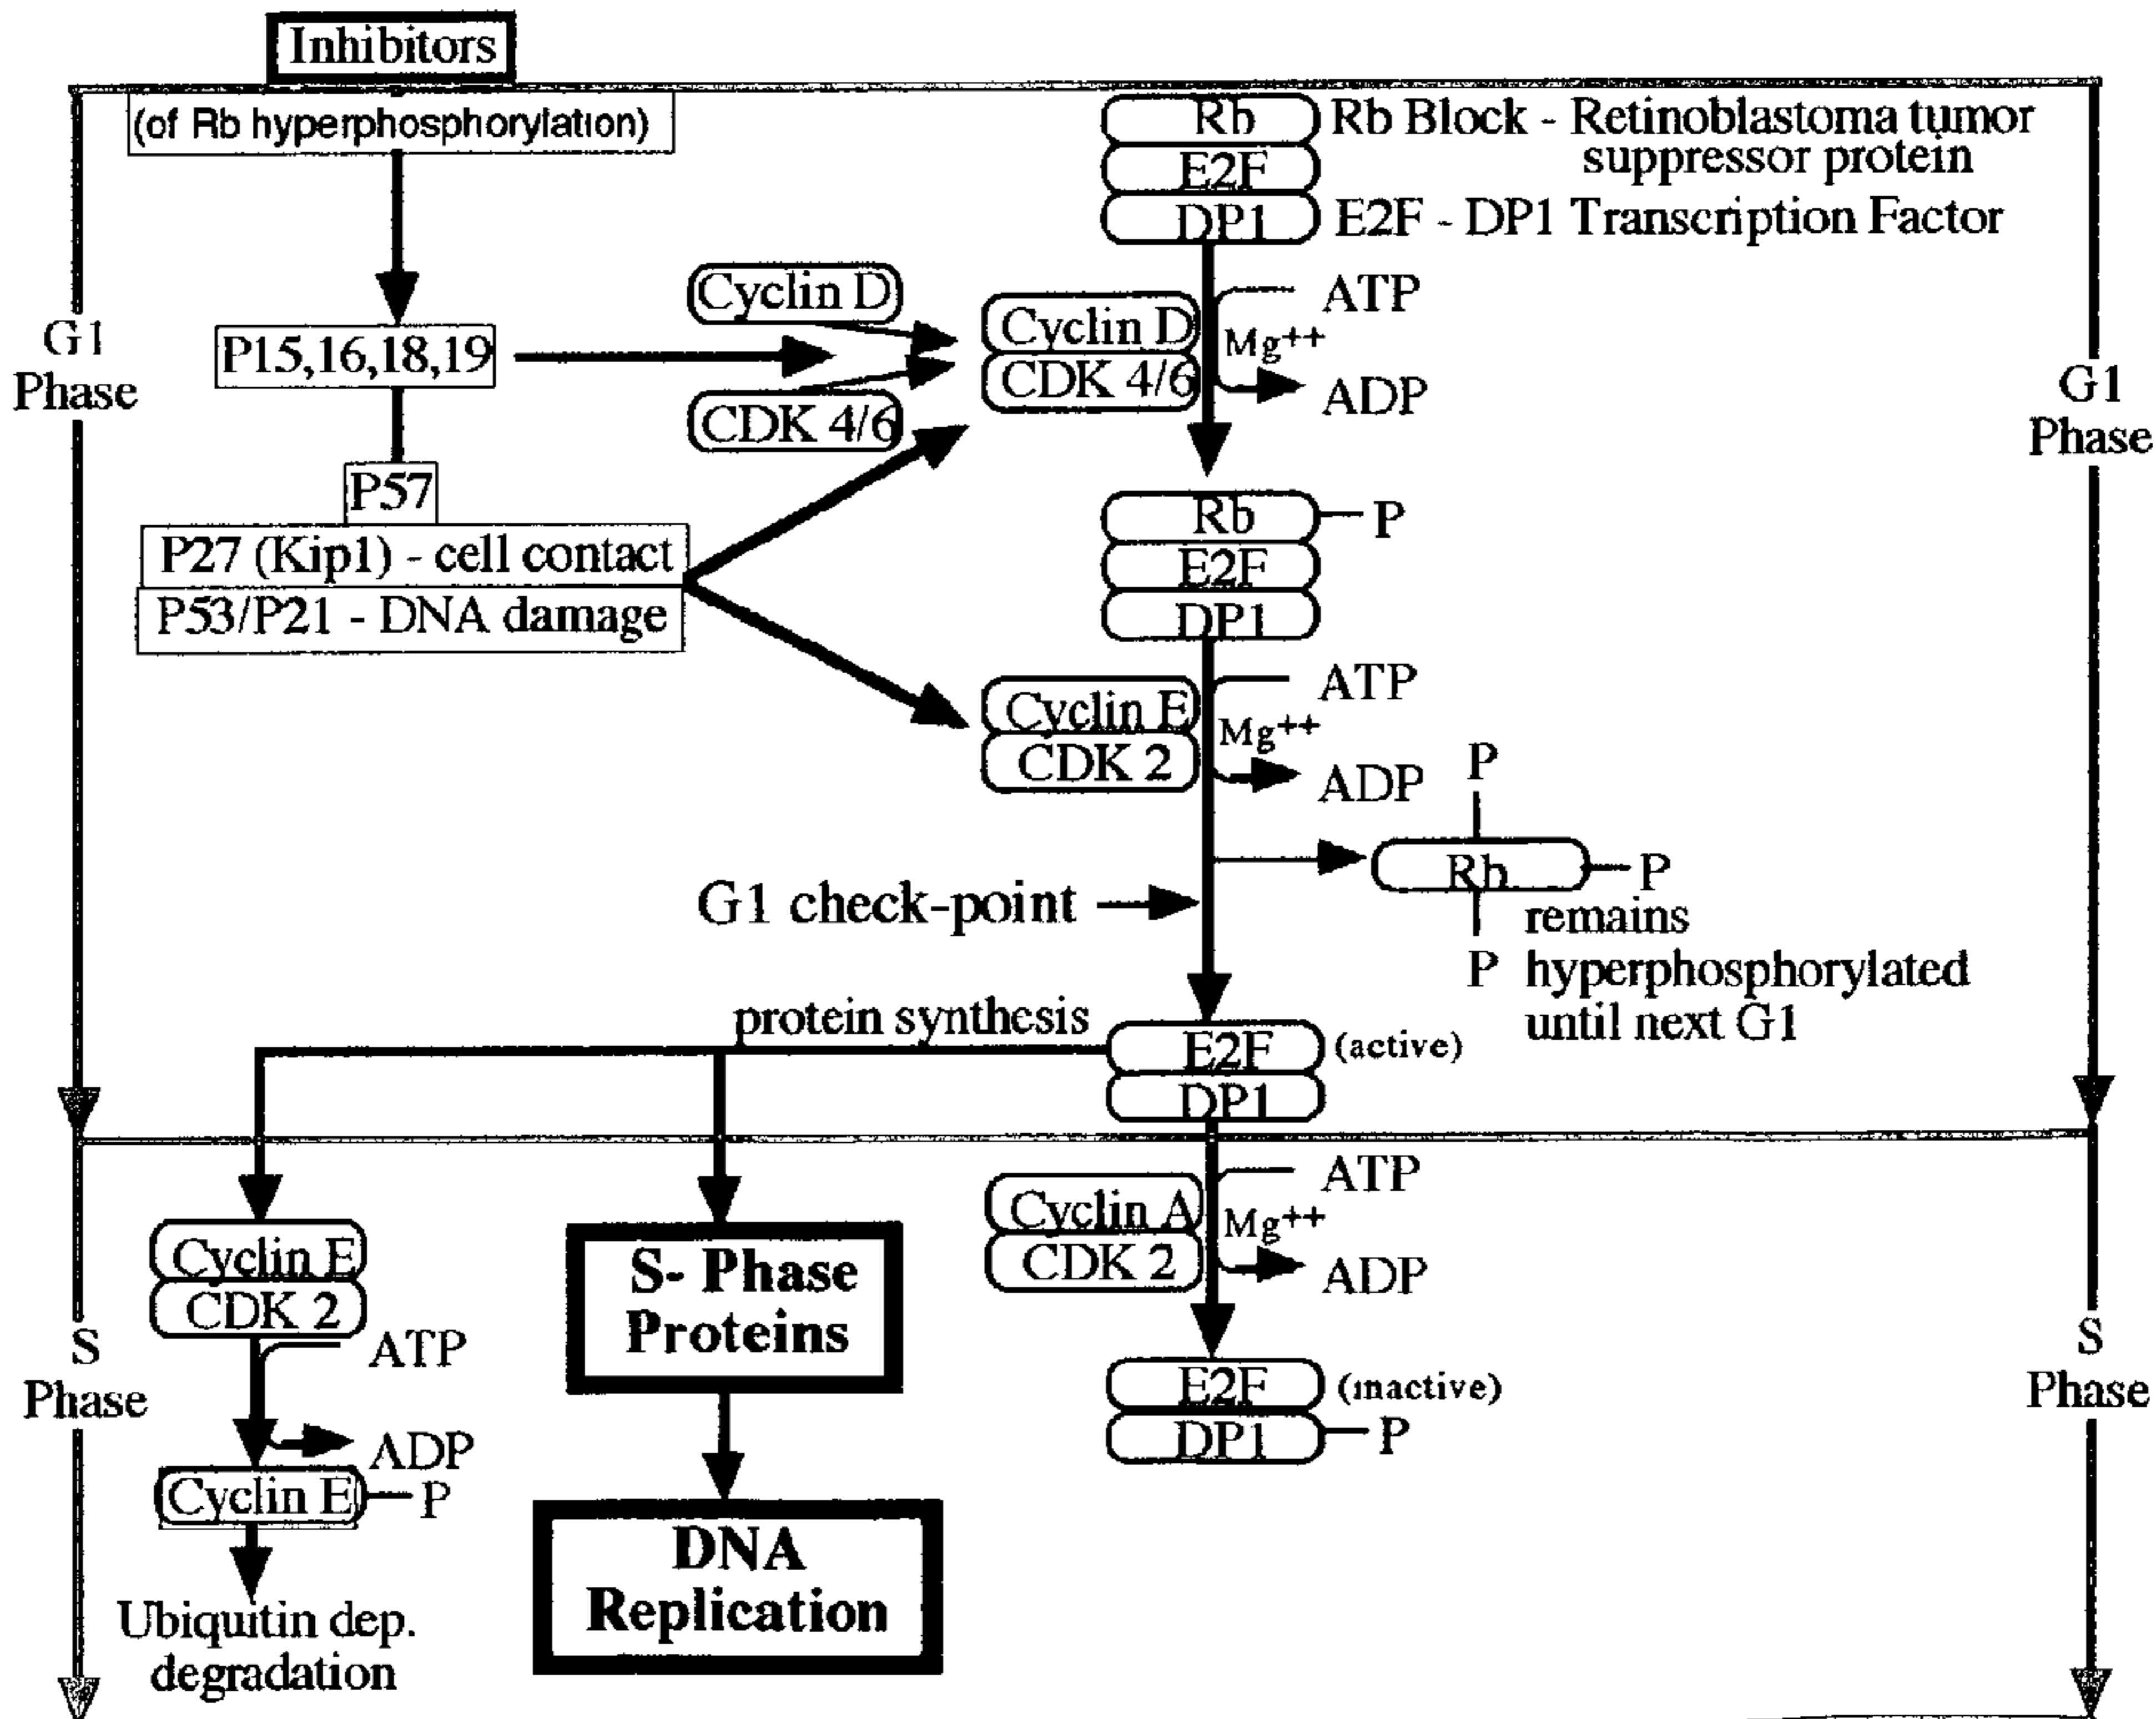 Inhibitors
(of Rb hyperphosphorylation)
Rb
Rb Block - Retinoblastoma tumor
suppressor protein
E2F
DP1
E2F - DP1 Transcription Factor
G1
Phase
P15,16,18,19
Cyclin D
CDK 4/6
Cyclin D
CDK 4/6
ATP
Mg++
ADP
G1
Phase
P57
P27 (Kip1) - cell contact
P53/P21 - DNA damage
Rb
P
E2F
DP1
Cyclin E
CDK 2
ATP
Mg++
ADP
P
Rb
P
P
remains
hyperphosphorylated
until next G1
G1 check-point
protein synthesis
E2F
(active)
DP1
Cyclin A
CDK 2
ATP
Mg++
ADP
Cyclin E
CDK 2
ATP
ADP
Cyclin E
P
Ubiquitin dep.
degradation
S- Phase
Proteins
DNA
Replication
S
Phase
E2F
(inactive)
DP1
P
S
Phase